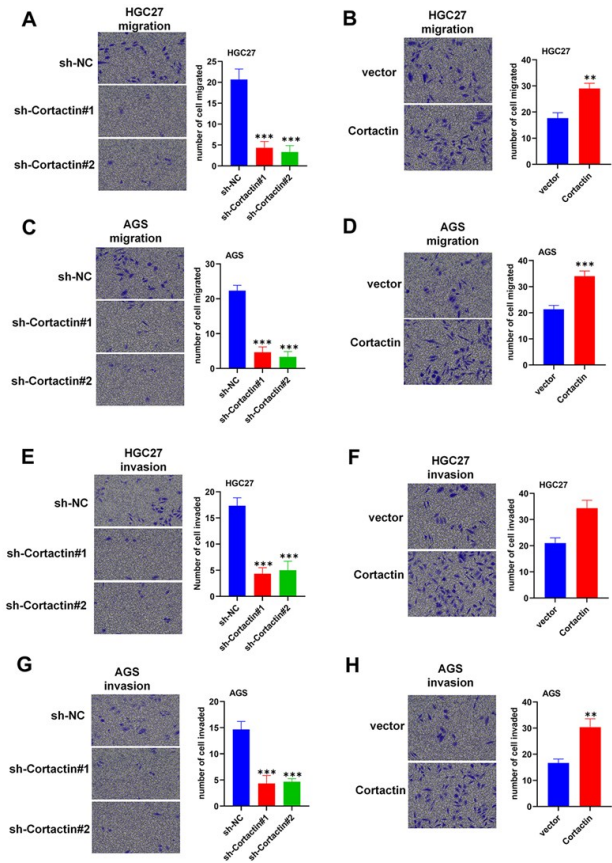 A
HGC27
migration
sh-NC
sh-Cortactin#1
sh-Cortactin#2
HGC27
number of cell migrated
25
20
15
10
5
0
***
***
sh-NC
sh-Cortactin#1
sh-Cortactin#2
B
HGC27
migration
vector
Cortactin
HGC27
number of cell migrated
40
30
20
10
0
**
vector
Cortactin
C
AGS
migration
sh-NC
sh-Cortactin#1
sh-Cortactin#2
AGS
number of cell migrated
30
20
10
0
***
***
sh-NC
sh-Cortactin#1
sh-Cortactin#2
D
AGS
migration
vector
Cortactin
AGS
number of cell migrated
40
30
20
10
0
***
vector
Cortactin
E
HGC27
invasion
sh-NC
sh-Cortactin#1
sh-Cortactin#2
HGC27
Number of cell invaded
20
15
10
5
0
***
***
sh-NC
sh-Cortactin#1
sh-Cortactin#2
F
HGC27
invasion
vector
Cortactin
HGC27
number of cell invaded
40
30
20
10
0
vector
Cortactin
G
AGS
invasion
sh-NC
sh-Cortactin#1
sh-Cortactin#2
AGS
number of cell invaded
20
15
10
5
0
***
***
sh-NC
sh-Cortactin#1
sh-Cortactin#2
H
AGS
invasion
vector
Cortactin
AGS
number of cell invaded
40
30
20
10
0
**
vector
Cortactin